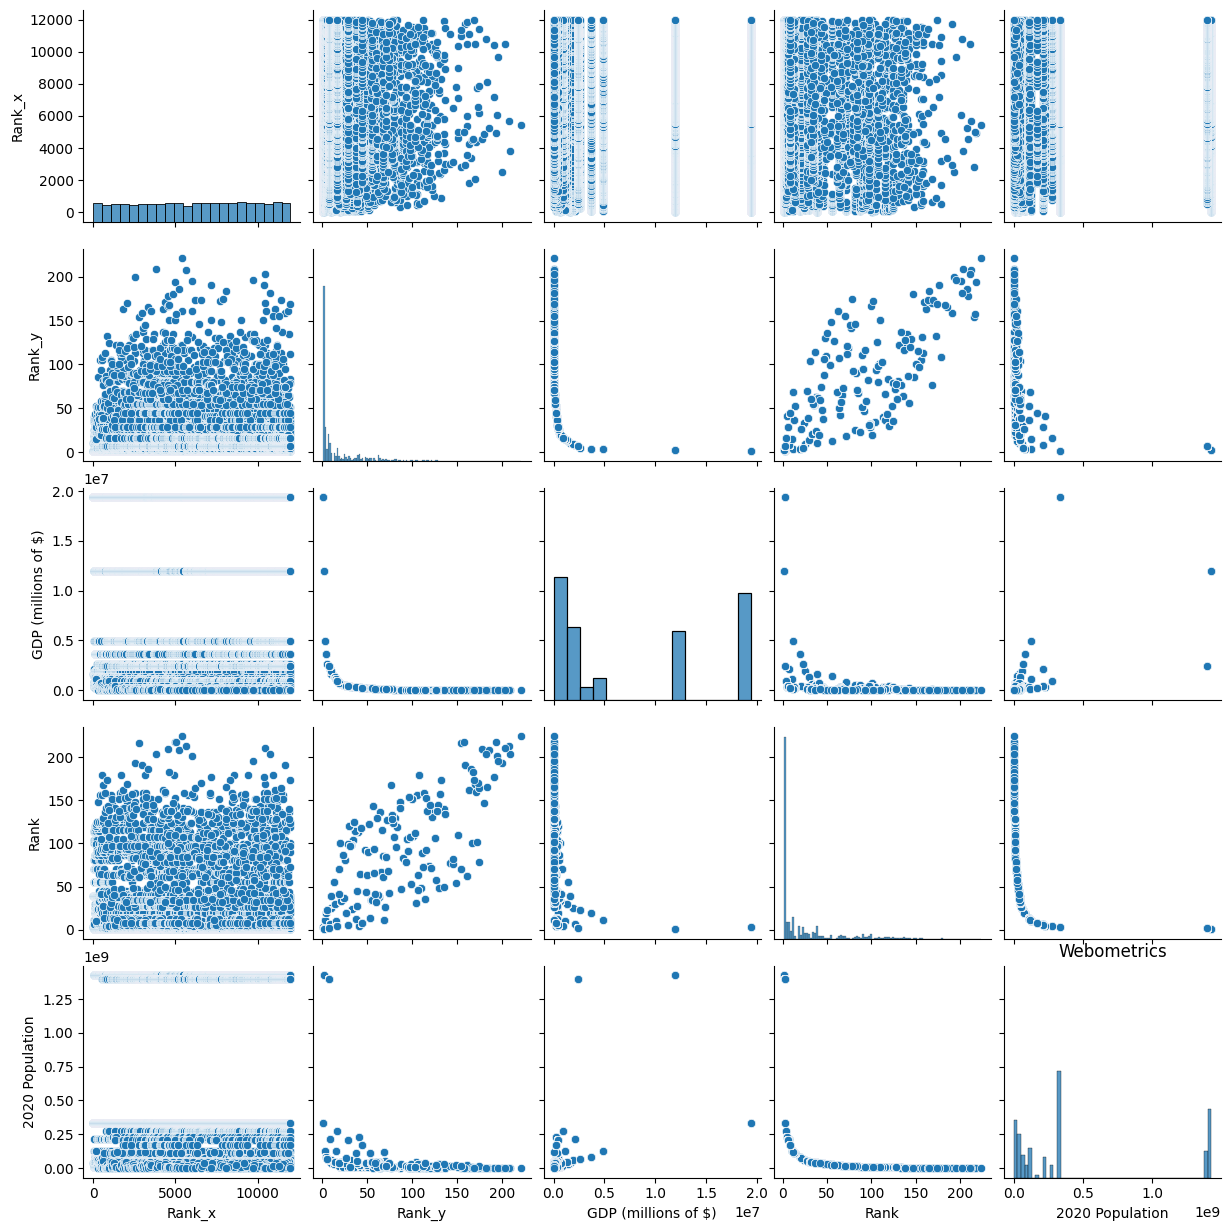 12000
10000
8000
6000
4000
2000
0
Rank_x
200
150
100
50
0
Rank_y
1e7
2.0
1.5
1.0
0.5
0.0
GDP (millions of $)
200
150
100
50
0
Rank
Webometrics
1e9
1.25
1.00
0.75
0.50
0.25
0.00
2020 Population
0 5000 10000 0 50 100 150 200 0.0 0.5 1.0 1.5 2.0 0 50 100 150 200 0.0 0.5 1.0
Rank_x Rank_y GDP (millions of $) 1e7 Rank 2020 Population 1e9